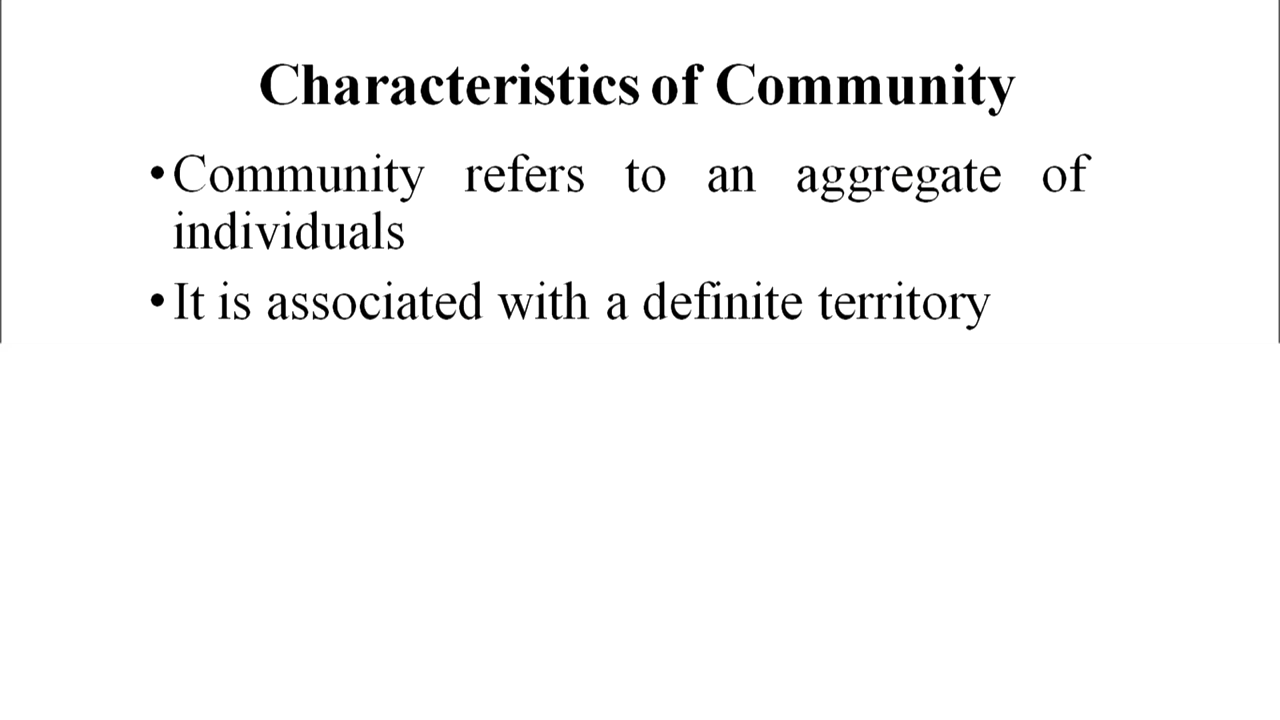 Characteristics of Community
•Community refers to an aggregate of
individuals
•It is associated with a definite territory